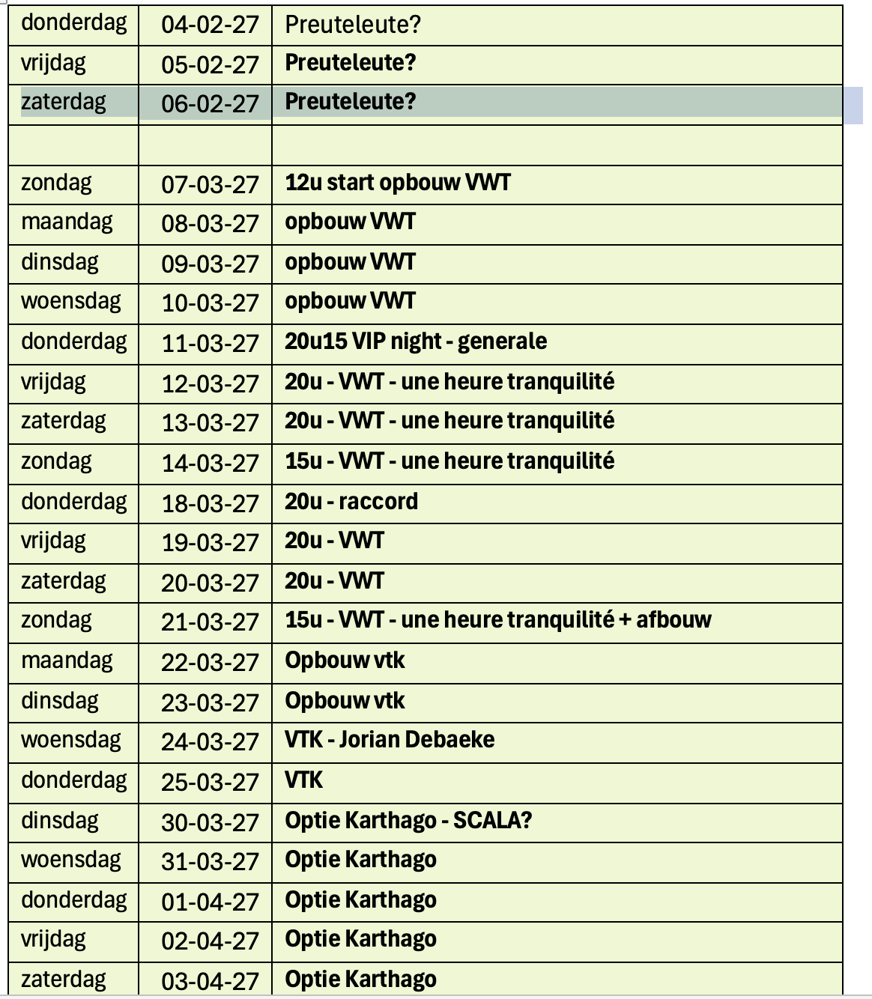 donderdag 04-02-27 Preuteleute?
vrijdag 05-02-27 Preuteleute?
zaterdag 06-02-27 Preuteleute?
zondag 07-03-27 12u start opbouw VWT
maandag 08-03-27 opbouw VWT
dinsdag 09-03-27 opbouw VWT
woensdag 10-03-27 opbouw VWT
donderdag 11-03-27 20u15 VIP night - generale
vrijdag 12-03-27 20u - VWT - une heure tranquilité
zaterdag 13-03-27 20u - VWT - une heure tranquilité
zondag 14-03-27 15u - VWT - une heure tranquilité
donderdag 18-03-27 20u - raccord
vrijdag 19-03-27 20u - VWT
zaterdag 20-03-27 20u - VWT
zondag 21-03-27 15u - VWT - une heure tranquilité + afbouw
maandag 22-03-27 Opbouw vtk
dinsdag 23-03-27 Opbouw vtk
woensdag 24-03-27 VTK - Jorian Debaeke
donderdag 25-03-27 VTK
dinsdag 30-03-27 Optie Karthago - SCALA?
woensdag 31-03-27 Optie Karthago
donderdag 01-04-27 Optie Karthago
vrijdag 02-04-27 Optie Karthago
zaterdag 03-04-27 Optie Karthago